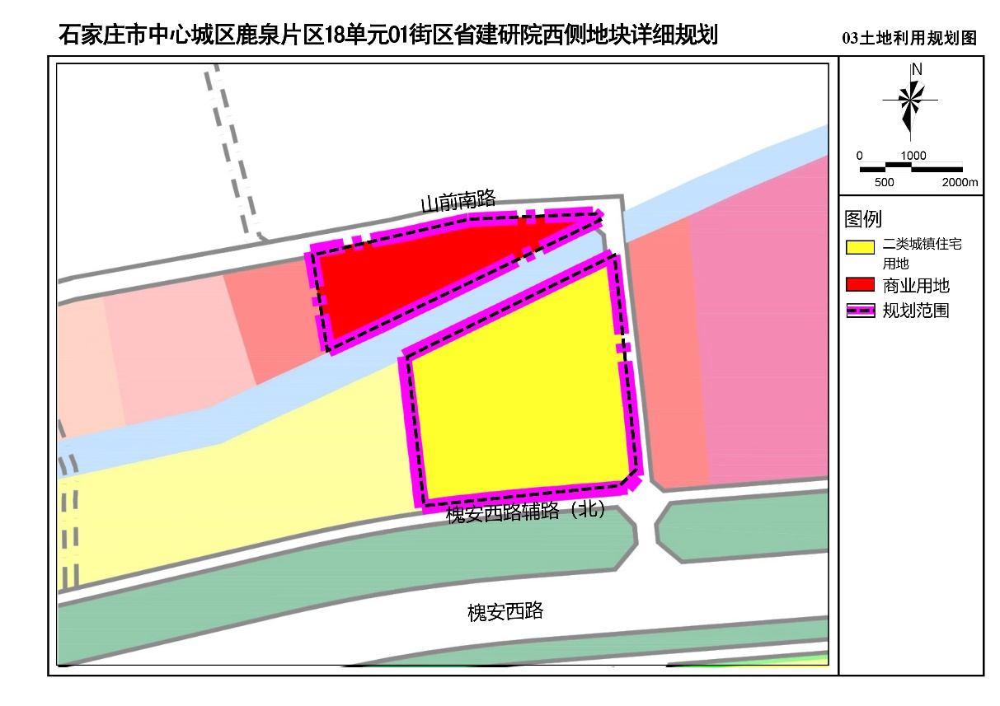 石家庄市中心城区鹿泉片区18单元01街区省建研院西侧地块详细规划
03土地利用规划图
N
0 1000
500 2000m
图例
二类城镇住宅
用地
商业用地
规划范围
山前南路
槐安西路辅路（北）
槐安西路